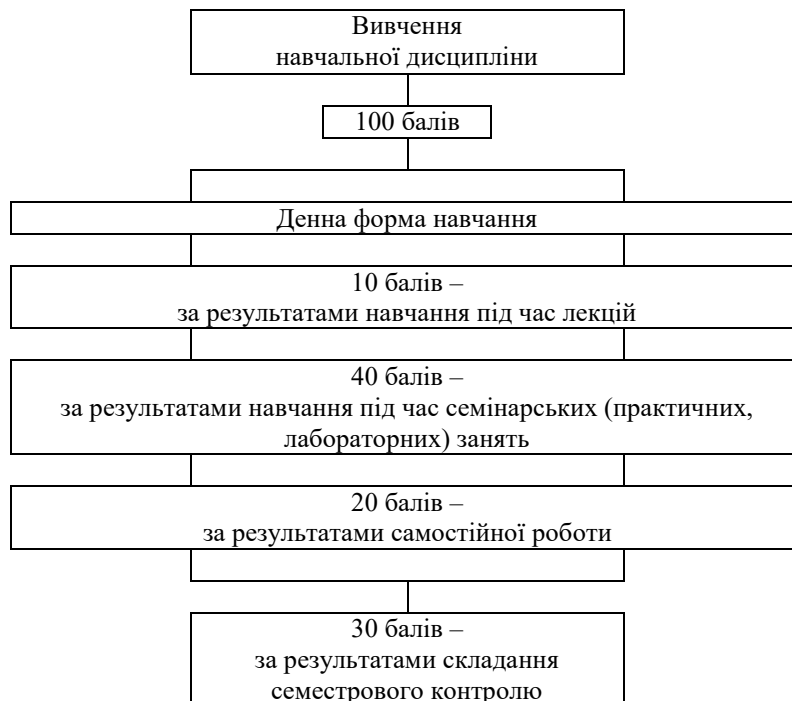 Вивчення
навчальної дисципліни
100 балів
Денна форма навчання
10 балів –
за результатами навчання під час лекцій
40 балів –
за результатами навчання під час семінарських (практичних,
лабораторних) занять
20 балів –
за результатами самостійної роботи
30 балів –
за результатами складання
семестрового контролю